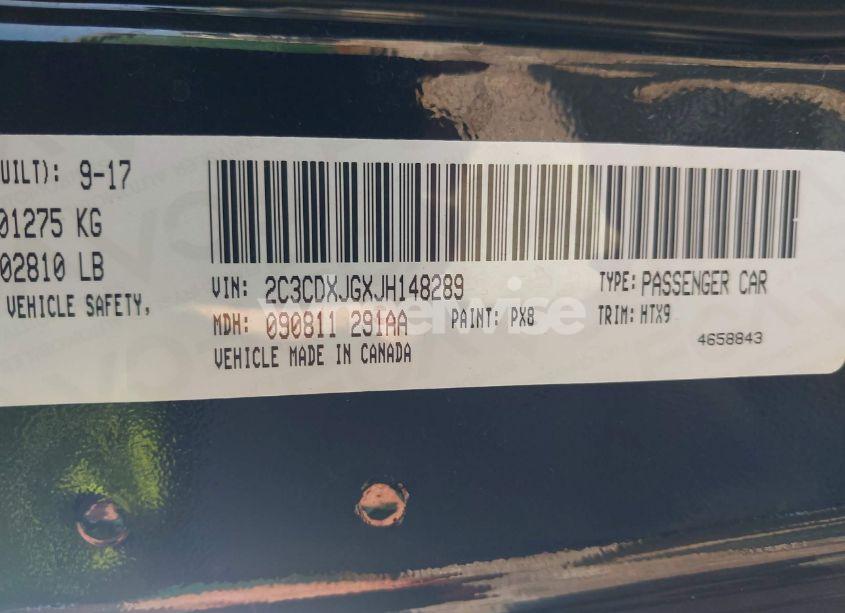 UILT): 9-17
01275 KG
02810 LB
VEHICLE SAFETY,
VIN: 2C3CDXJGXJH148289 TYPE: PASSENGER CAR
MDH: 090811 291AA PAINT: PX8 TRIM: HTX9
VEHICLE MADE IN CANADA 4658843